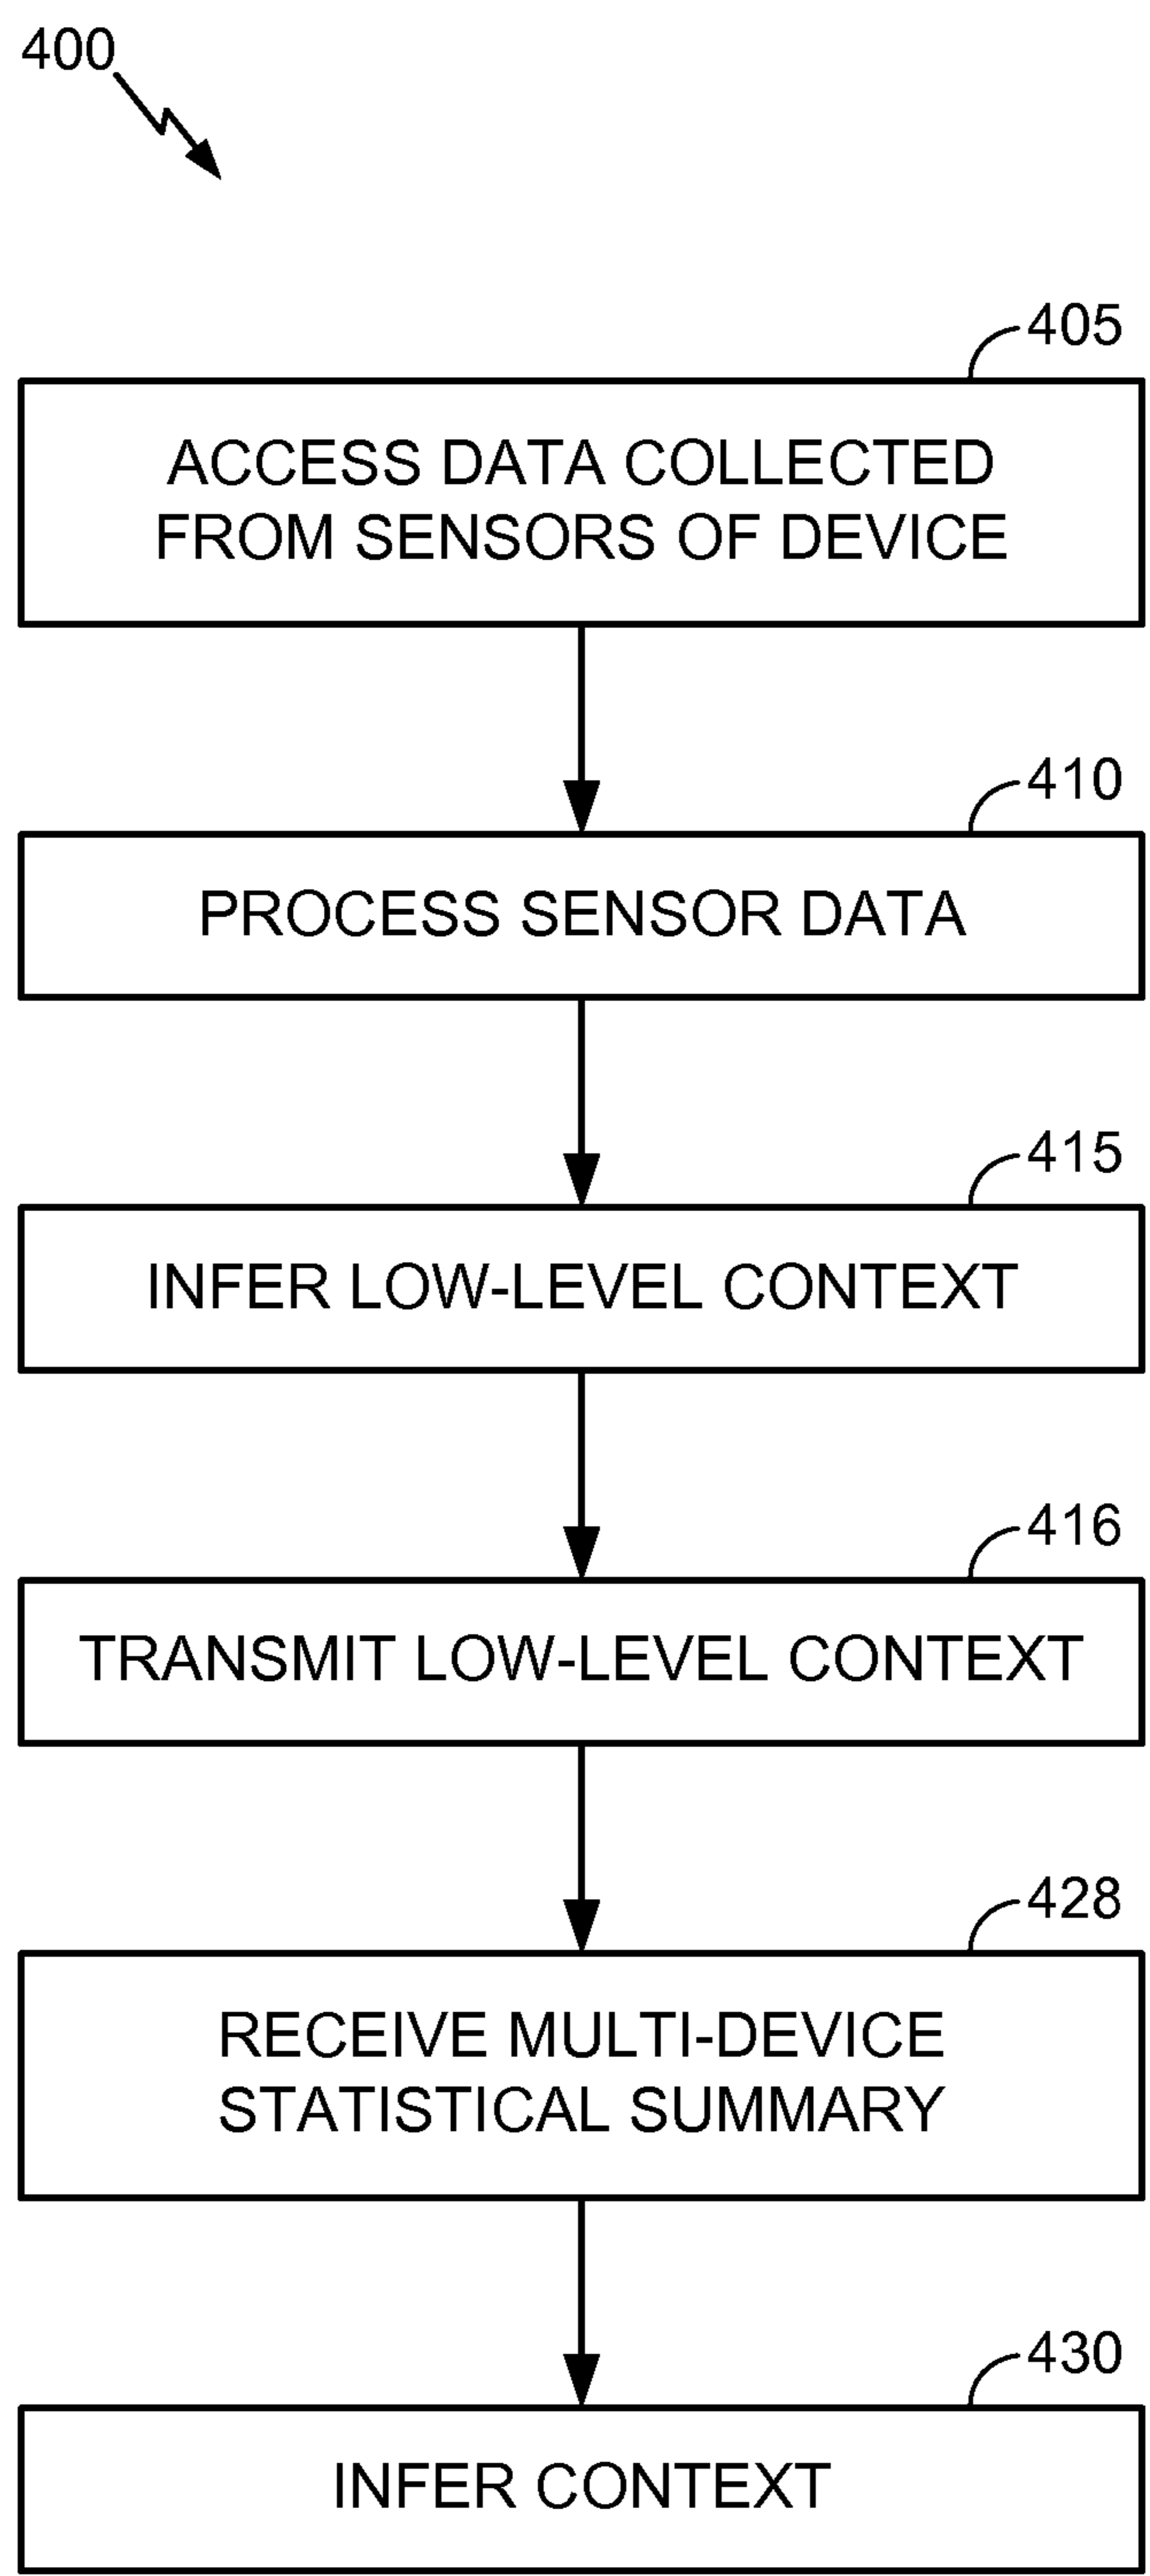 400
405
ACCESS DATA COLLECTED
FROM SENSORS OF DEVICE
410
PROCESS SENSOR DATA
415
INFER LOW-LEVEL CONTEXT
416
TRANSMIT LOW-LEVEL CONTEXT
428
RECEIVE MULTI-DEVICE
STATISTICAL SUMMARY
430
INFER CONTEXT